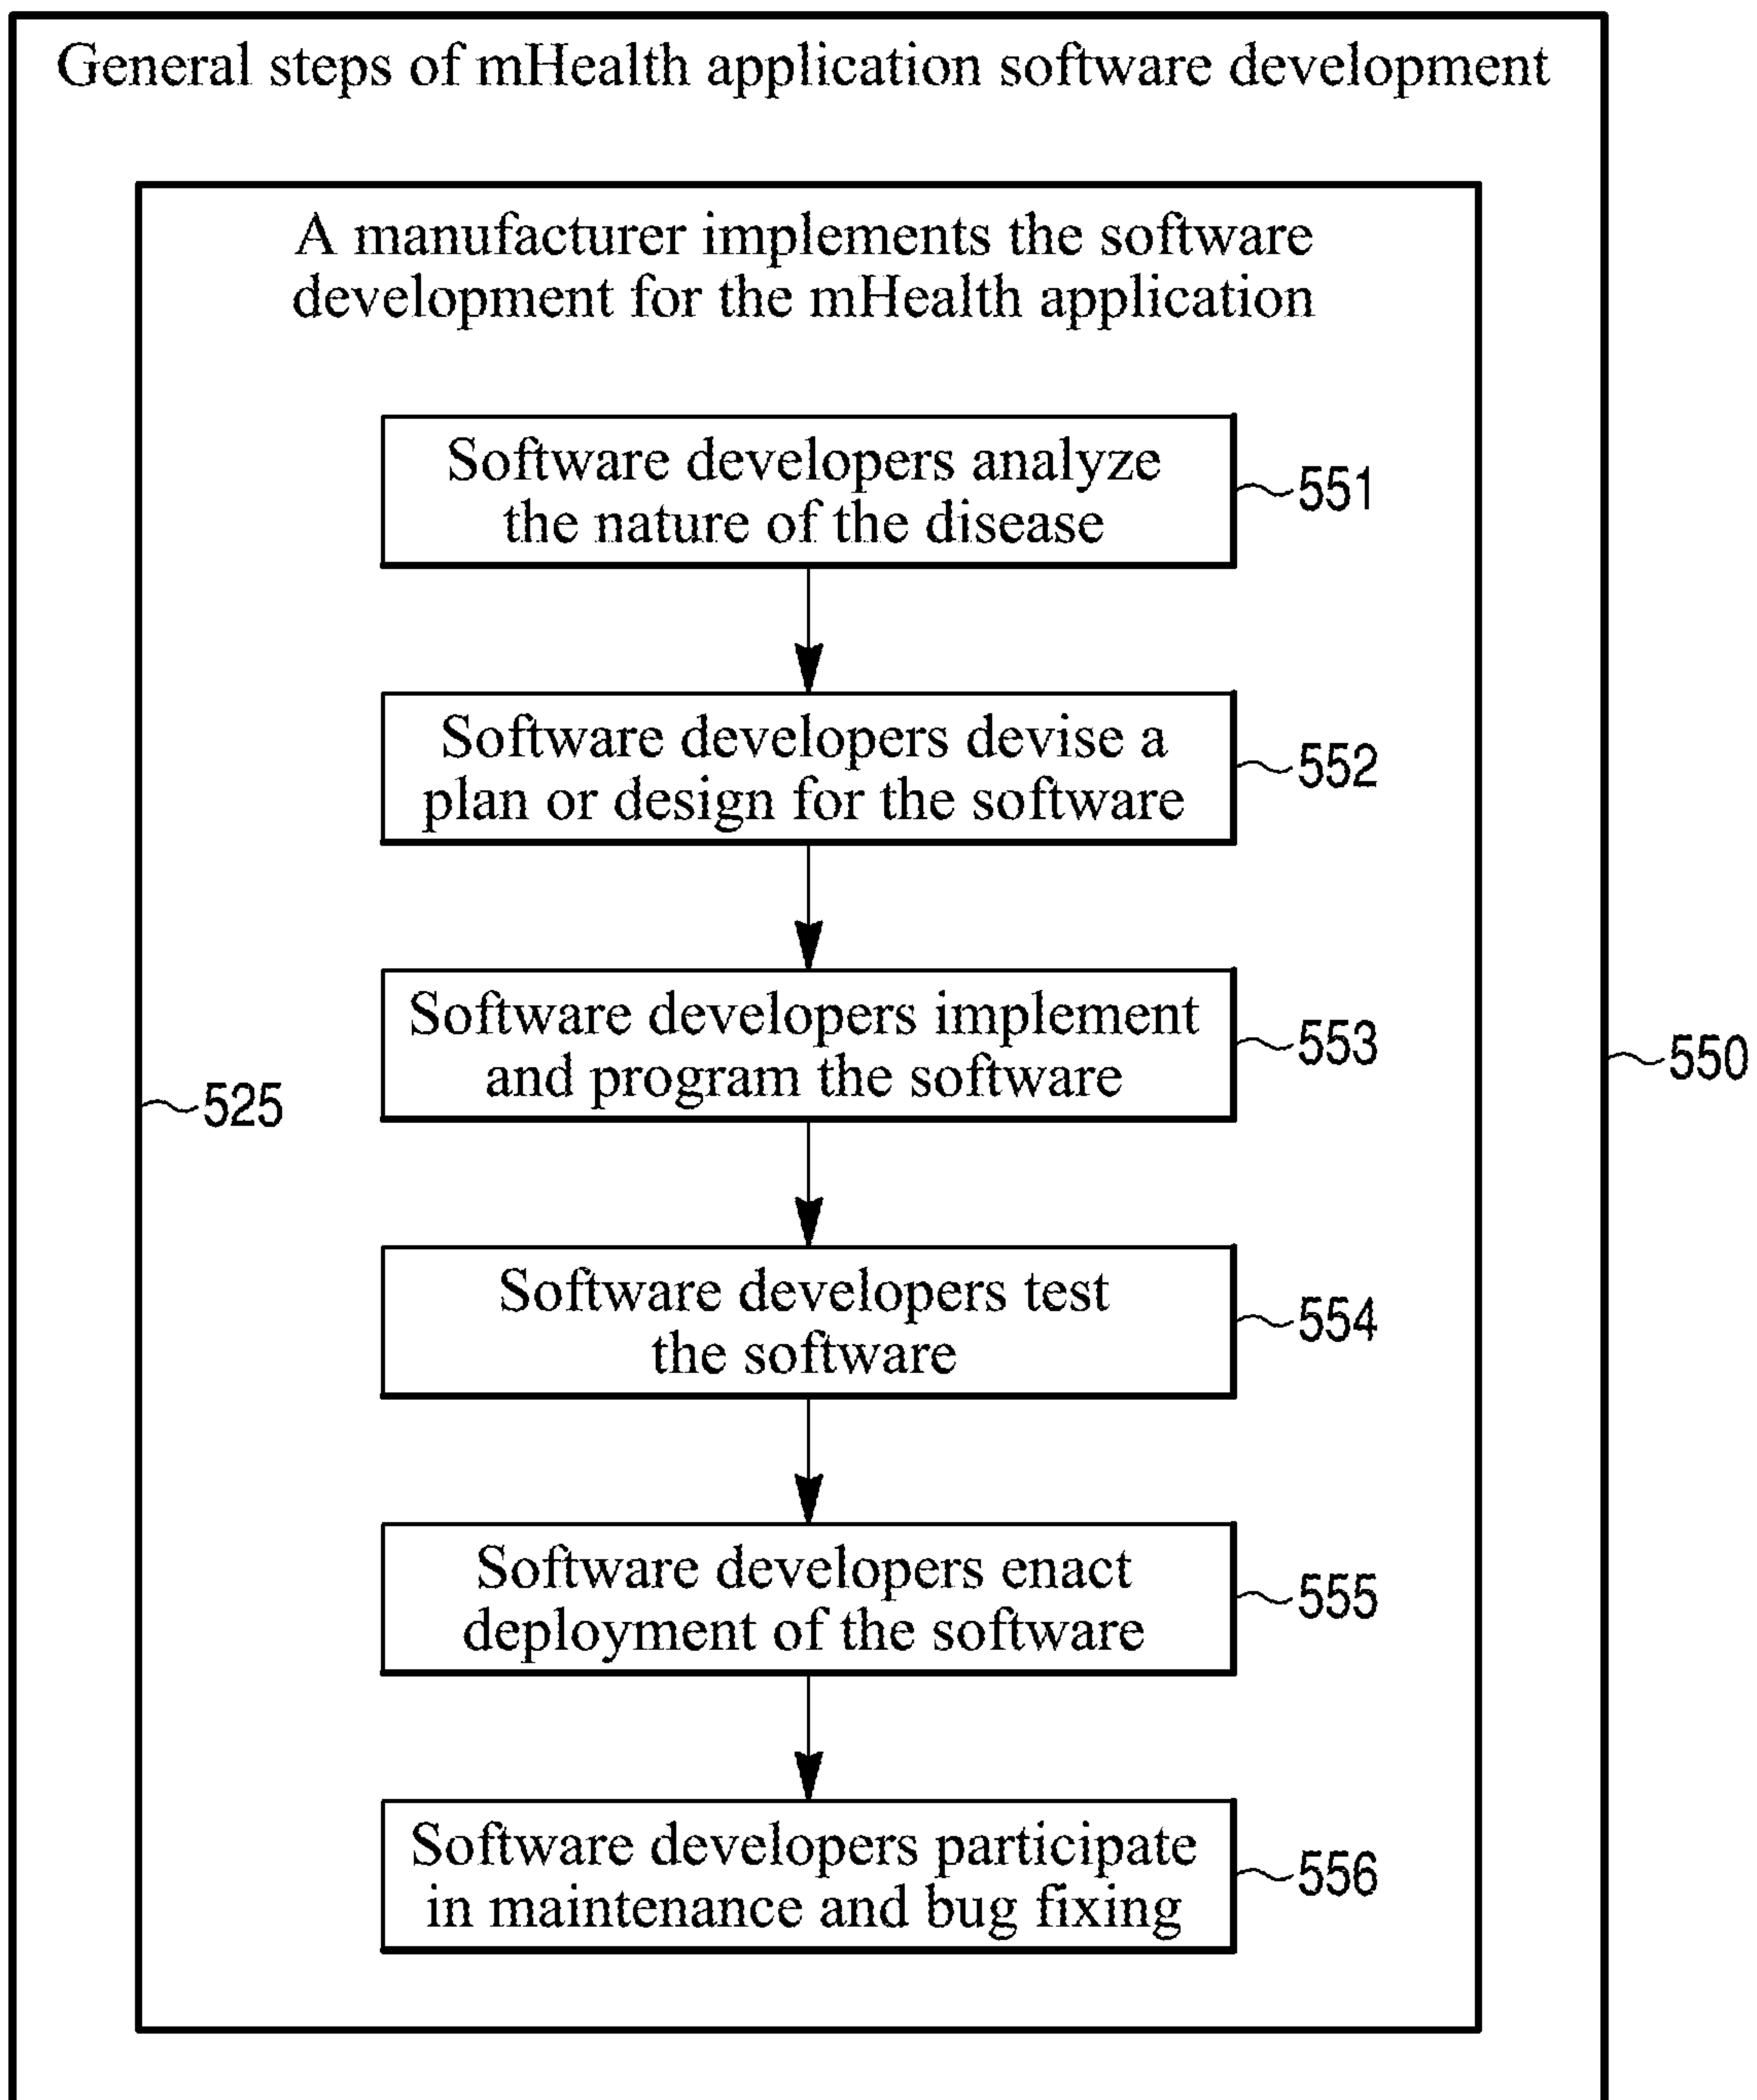 General steps of mHealth application software development
A manufacturer implements the software
development for the mHealth application
Software developers analyze
the nature of the disease
551
Software developers devise a
plan or design for the software
552
Software developers implement
and program the software
553
550
525
Software developers test
the software
554
Software developers enact
deployment of the software
555
Software developers participate
in maintenance and bug fixing
556